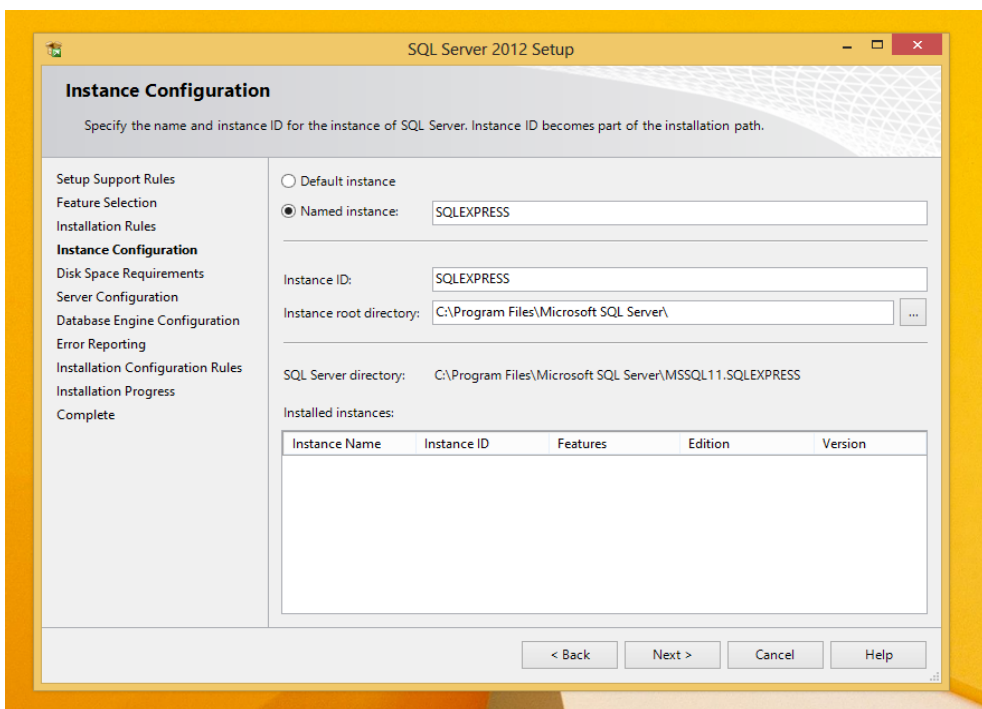 SQL Server 2012 Setup
Instance Configuration
Specify the name and instance ID for the instance of SQL Server. Instance ID becomes part of the installation path.
Setup Support Rules
Feature Selection
Installation Rules
Instance Configuration
Disk Space Requirements
Server Configuration
Database Engine Configuration
Error Reporting
Installation Configuration Rules
Installation Progress
Complete
Default instance
Named instance: SQLEXPRESS
Instance ID: SQLEXPRESS
Instance root directory: C:\Program Files\Microsoft SQL Server\ ...
SQL Server directory: C:\Program Files\Microsoft SQL Server\MSSQL11.SQLEXPRESS
Installed instances:
Instance Name Instance ID Features Edition Version
< Back Next > Cancel Help